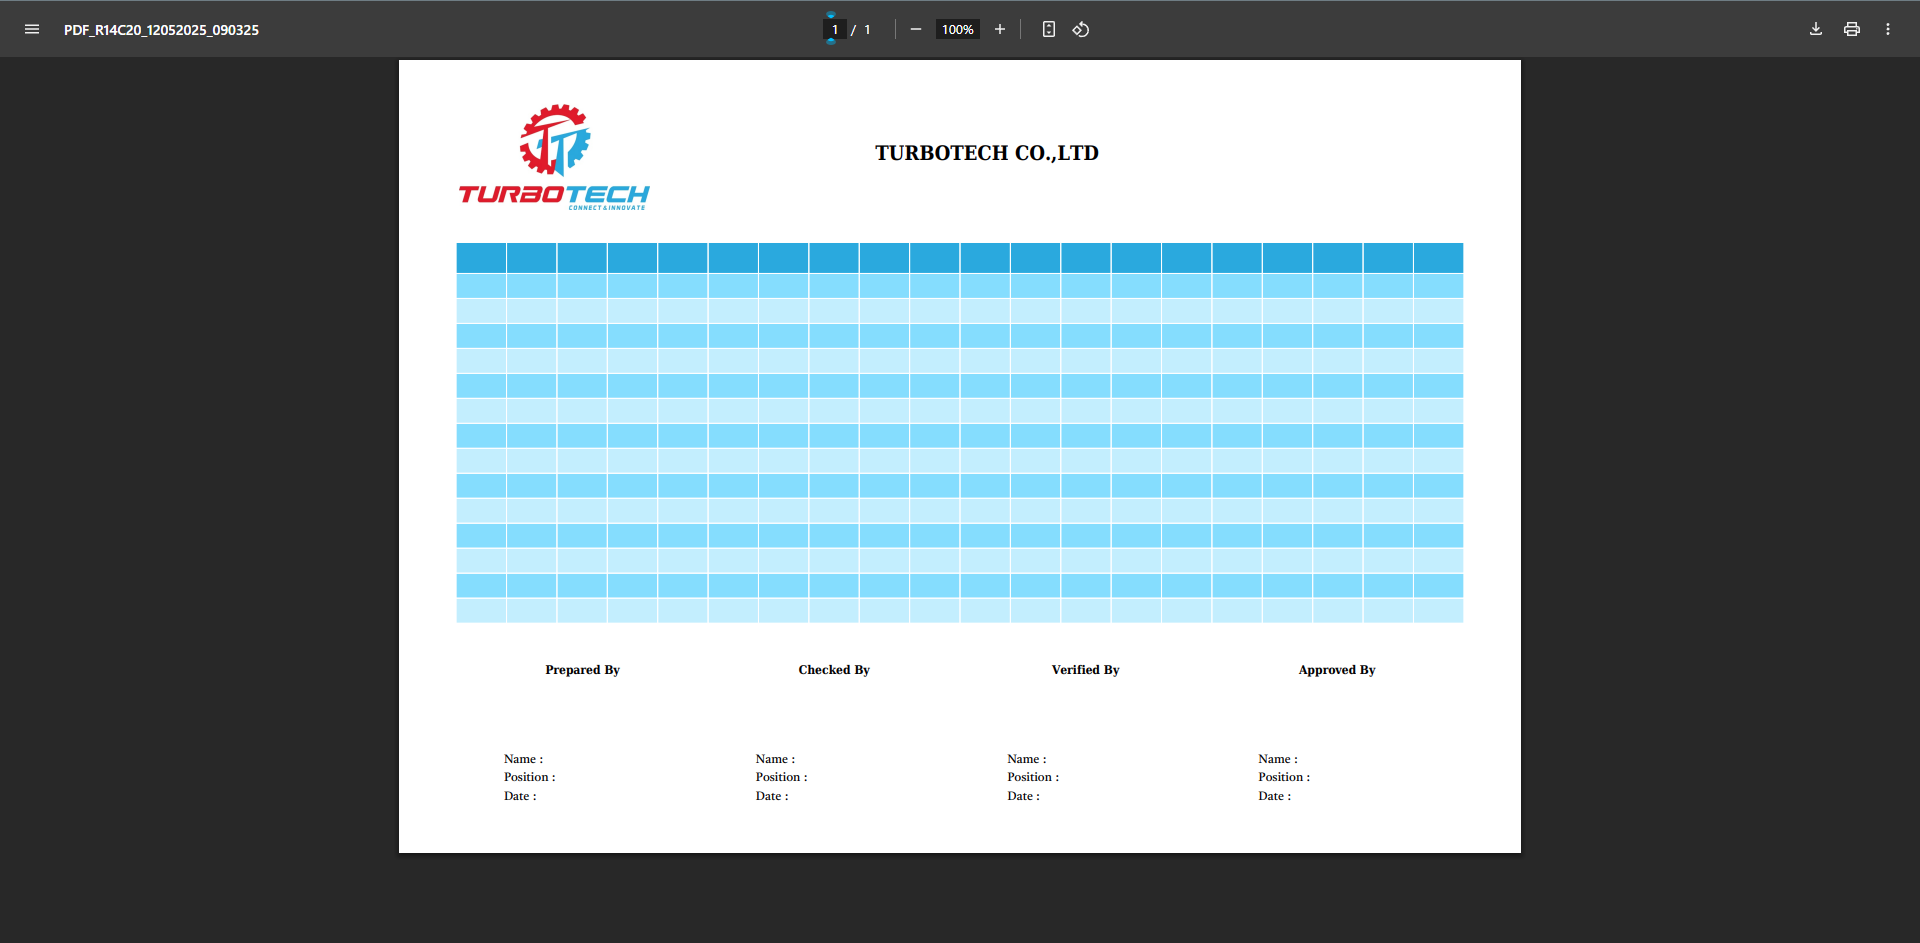 PDF_R14C20_12052025_090325
1 / 1
100%
TURBOTECH
CONNECT & INNOVATE
TURBOTECH CO.,LTD
Prepared By Checked By Verified By Approved By
Name : Name : Name : Name :
Position : Position : Position : Position :
Date : Date : Date : Date :